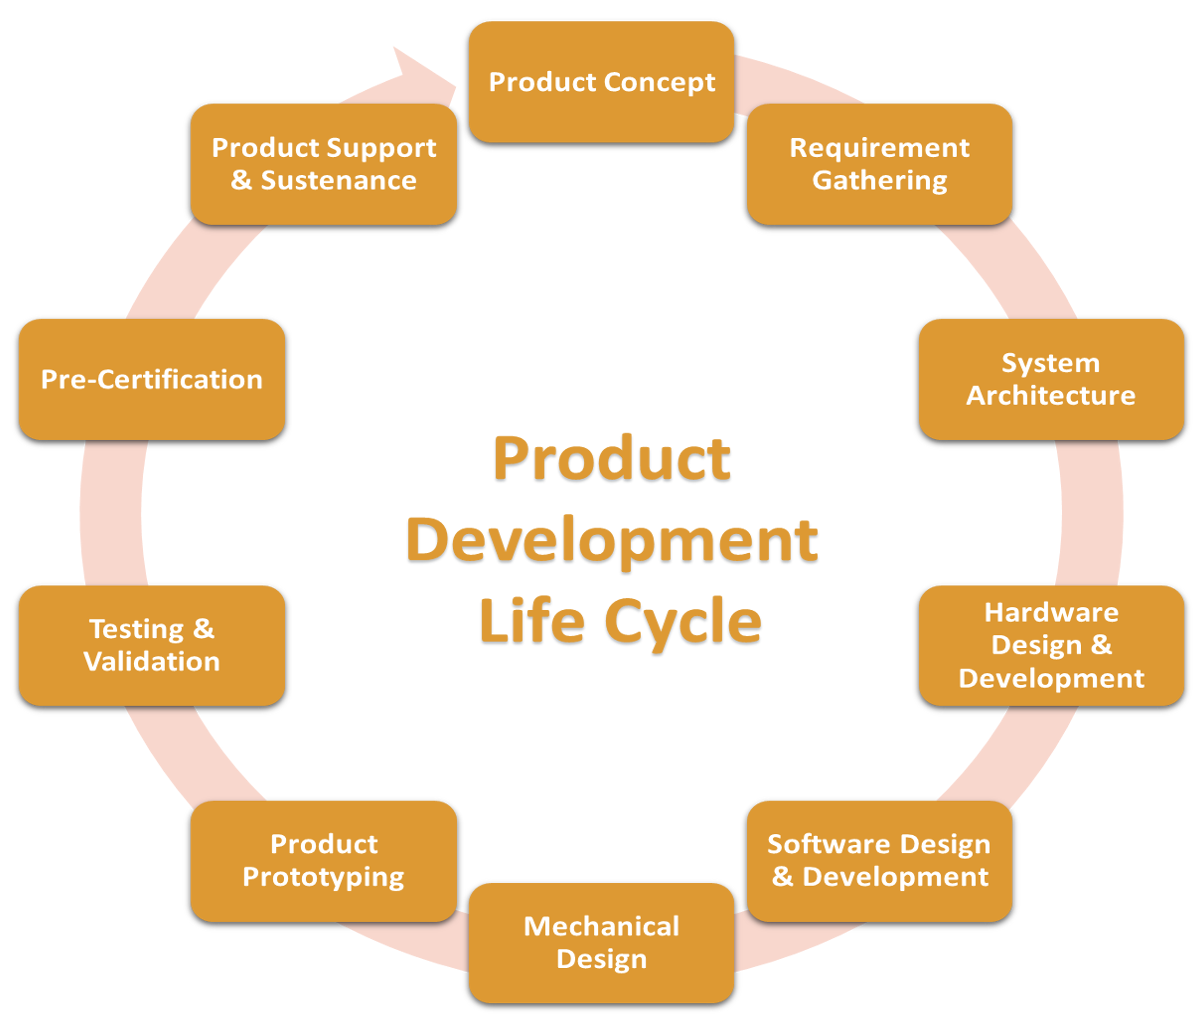 Product Concept
Requirement
Gathering
System
Architecture
Hardware
Design &
Development
Software Design
& Development
Mechanical
Design
Product
Prototyping
Testing &
Validation
Pre-Certification
Product Support
& Sustenance
Product
Development
Life Cycle